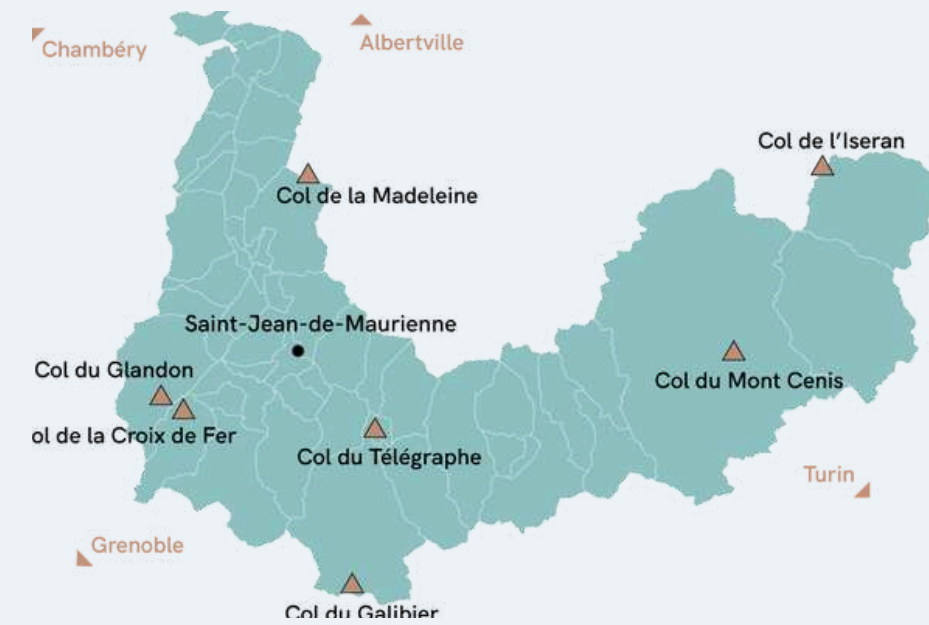 Chambéry
Albertville
Col de l'Iseran
Col de la Madeleine
Saint-Jean-de-Maurienne
Col du Glandon
Col du Mont Cenis
ol de la Croix de Fer
Col du Télégraphe
Turin
Grenoble
Col du Galibier